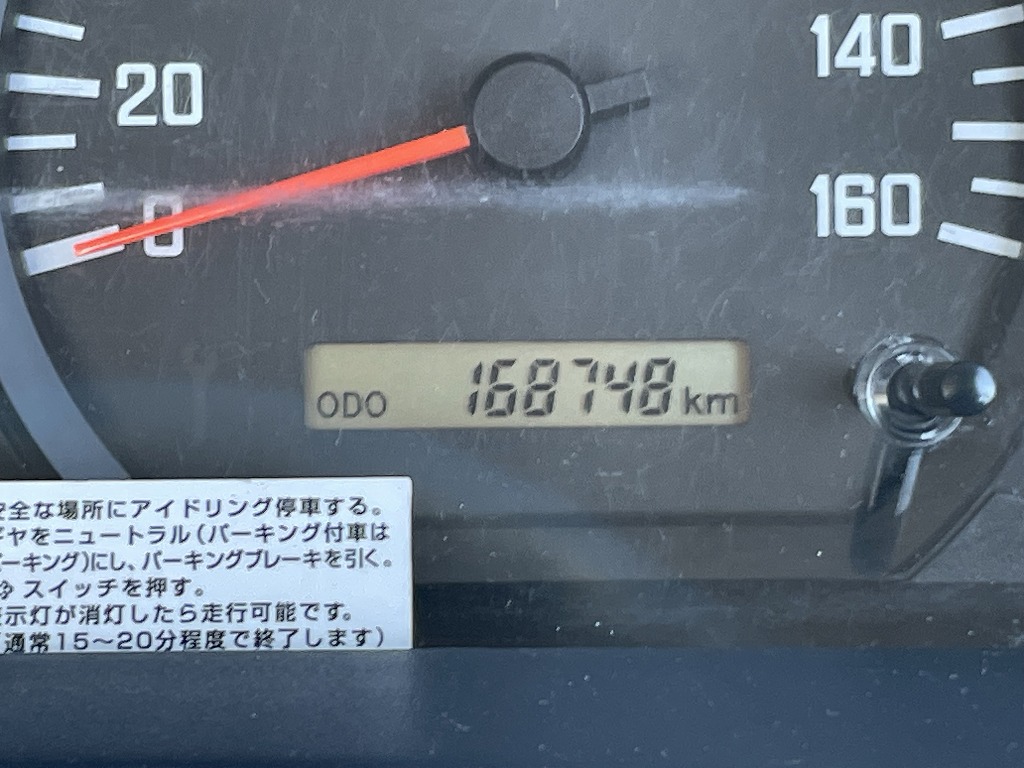 20
0
140
160
ODO 168748 km
全な場所にアイドリング停車する。
ヤをニュートラル(パーキング付車は
ーキング)にし、パーキングブレーキを引く。
スイッチを押す。
示灯が消灯したら走行可能です。
通常15～20分程度で終了します)